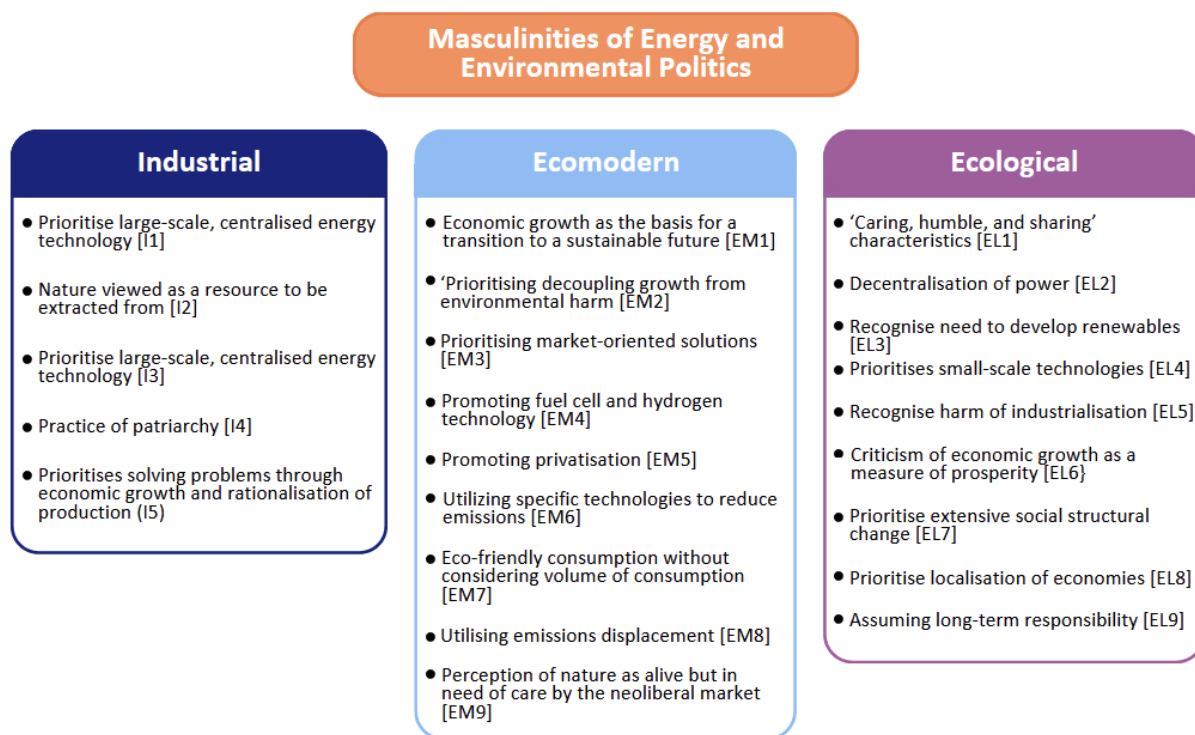 Masculinities of Energy and
Environmental Politics
Industrial
● Prioritise large-scale, centralised energy
technology [I1]
● Nature viewed as a resource to be
extracted from [I2]
● Prioritise large-scale, centralised energy
technology [I3]
● Practice of patriarchy [I4]
● Prioritises solving problems through
economic growth and rationalisation of
production (I5)
Ecomodern
● Economic growth as the basis for a
transition to a sustainable future [EM1]
● ‘Prioritising decoupling growth from
environmental harm [EM2]
● Prioritising market-oriented solutions
[EM3]
● Promoting fuel cell and hydrogen
technology [EM4]
● Promoting privatisation [EM5]
● Utilizing specific technologies to reduce
emissions [EM6]
● Eco-friendly consumption without
considering volume of consumption
[EM7]
● Utilising emissions displacement [EM8]
● Perception of nature as alive but in
need of care by the neoliberal market
[EM9]
Ecological
● ‘Caring, humble, and sharing’
characteristics [EL1]
● Decentralisation of power [EL2]
● Recognise need to develop renewables
[EL3]
● Prioritises small-scale technologies [EL4]
● Recognise harm of industrialisation [EL5]
● Criticism of economic growth as a
measure of prosperity [EL6}
● Prioritise extensive social structural
change [EL7]
● Prioritise localisation of economies [EL8]
● Assuming long-term responsibility [EL9]